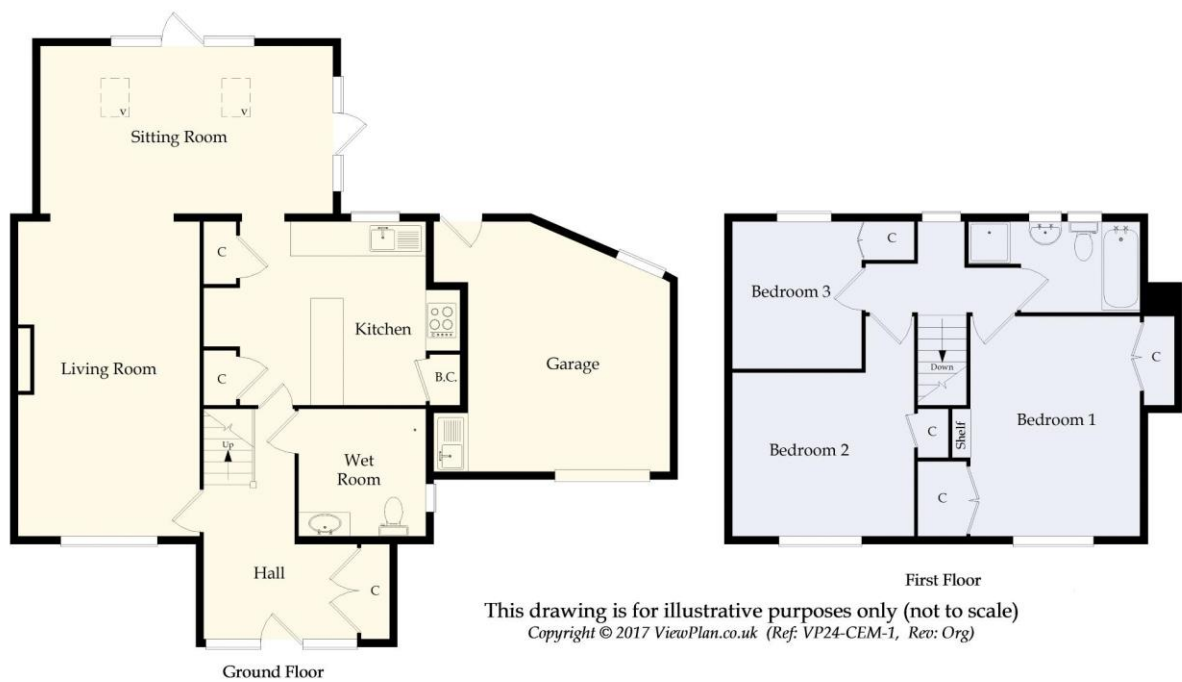 V
V
Sitting Room
C
Kitchen
Living Room
C
B.C.
Garage
Up
Wet
Room
Hall
C
Ground Floor
C
Bedroom 3
C
Down
Bedroom 1
C
Shelf
Bedroom 2
C
First Floor
This drawing is for illustrative purposes only (not to scale)
Copyright © 2017 ViewPlan.co.uk (Ref: VP24-CEM-1, Rev: Org)